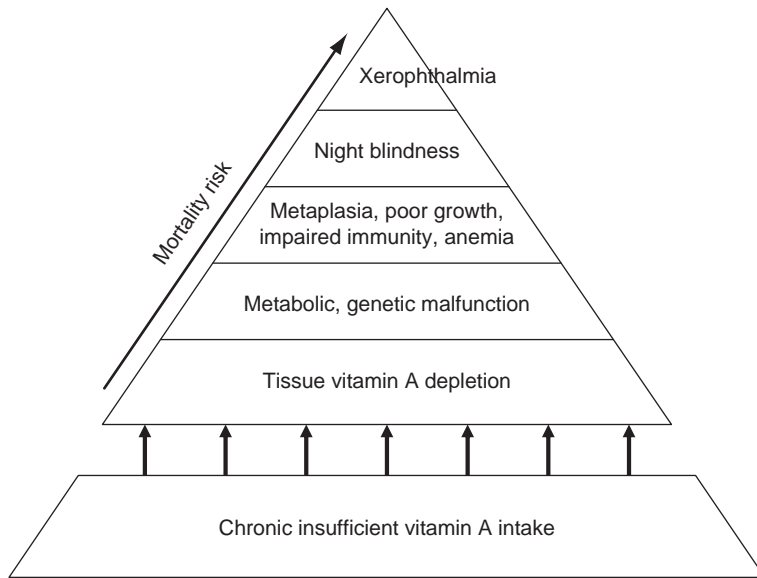 Xerophthalmia
Night blindness
Mortality risk
Metaplasia, poor growth,
impaired immunity, anemia
Metabolic, genetic malfunction
Tissue vitamin A depletion
Chronic insufficient vitamin A intake